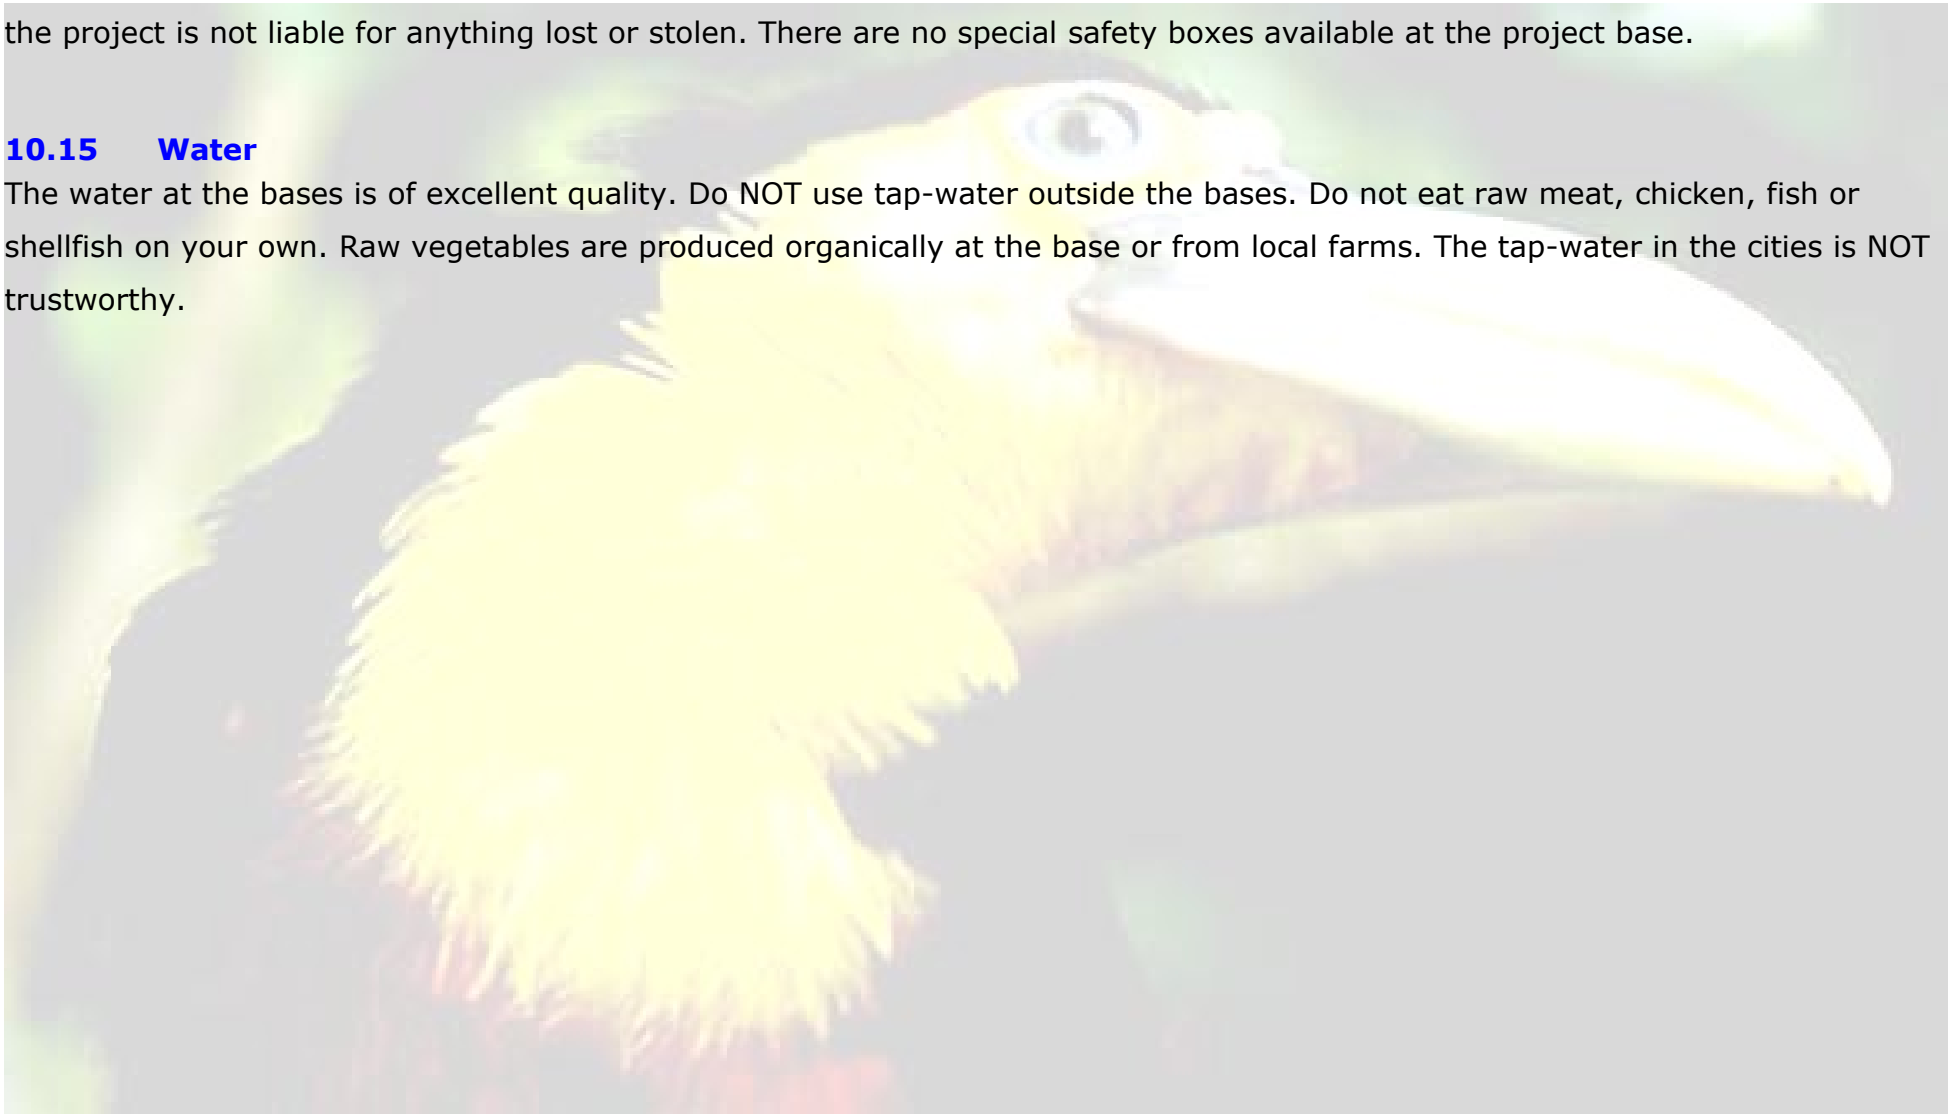 the project is not liable for anything lost or stolen. There are no special safety boxes available at the project base.
10.15 Water
The water at the bases is of excellent quality. Do NOT use tap-water outside the bases. Do not eat raw meat, chicken, fish or
shellfish on your own. Raw vegetables are produced organically at the base or from local farms. The tap-water in the cities is NOT
trustworthy.